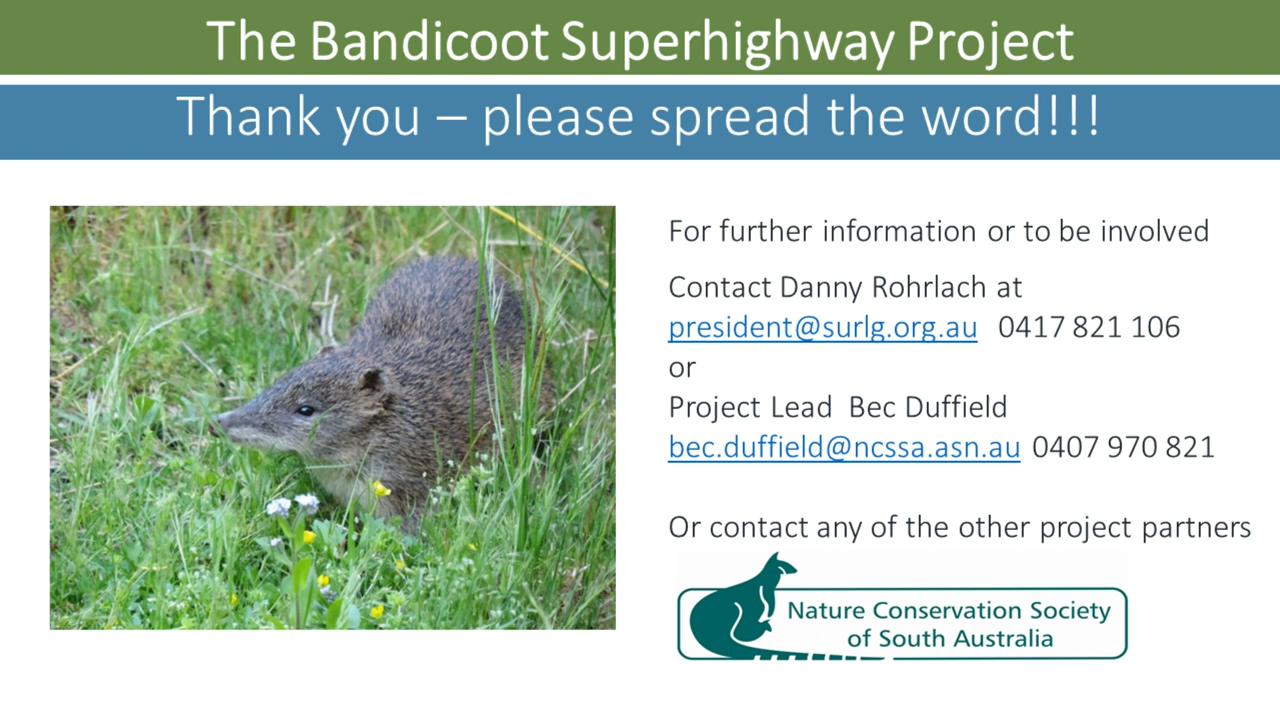 The Bandicoot Superhighway Project
Thank you – please spread the word!!!
For further information or to be involved
Contact Danny Rohrlach at
president@surlg.org.au 0417 821 106
or
Project Lead Bec Duffield
bec.duffield@ncssa.asn.au 0407 970 821
Or contact any of the other project partners
Nature Conservation Society
of South Australia